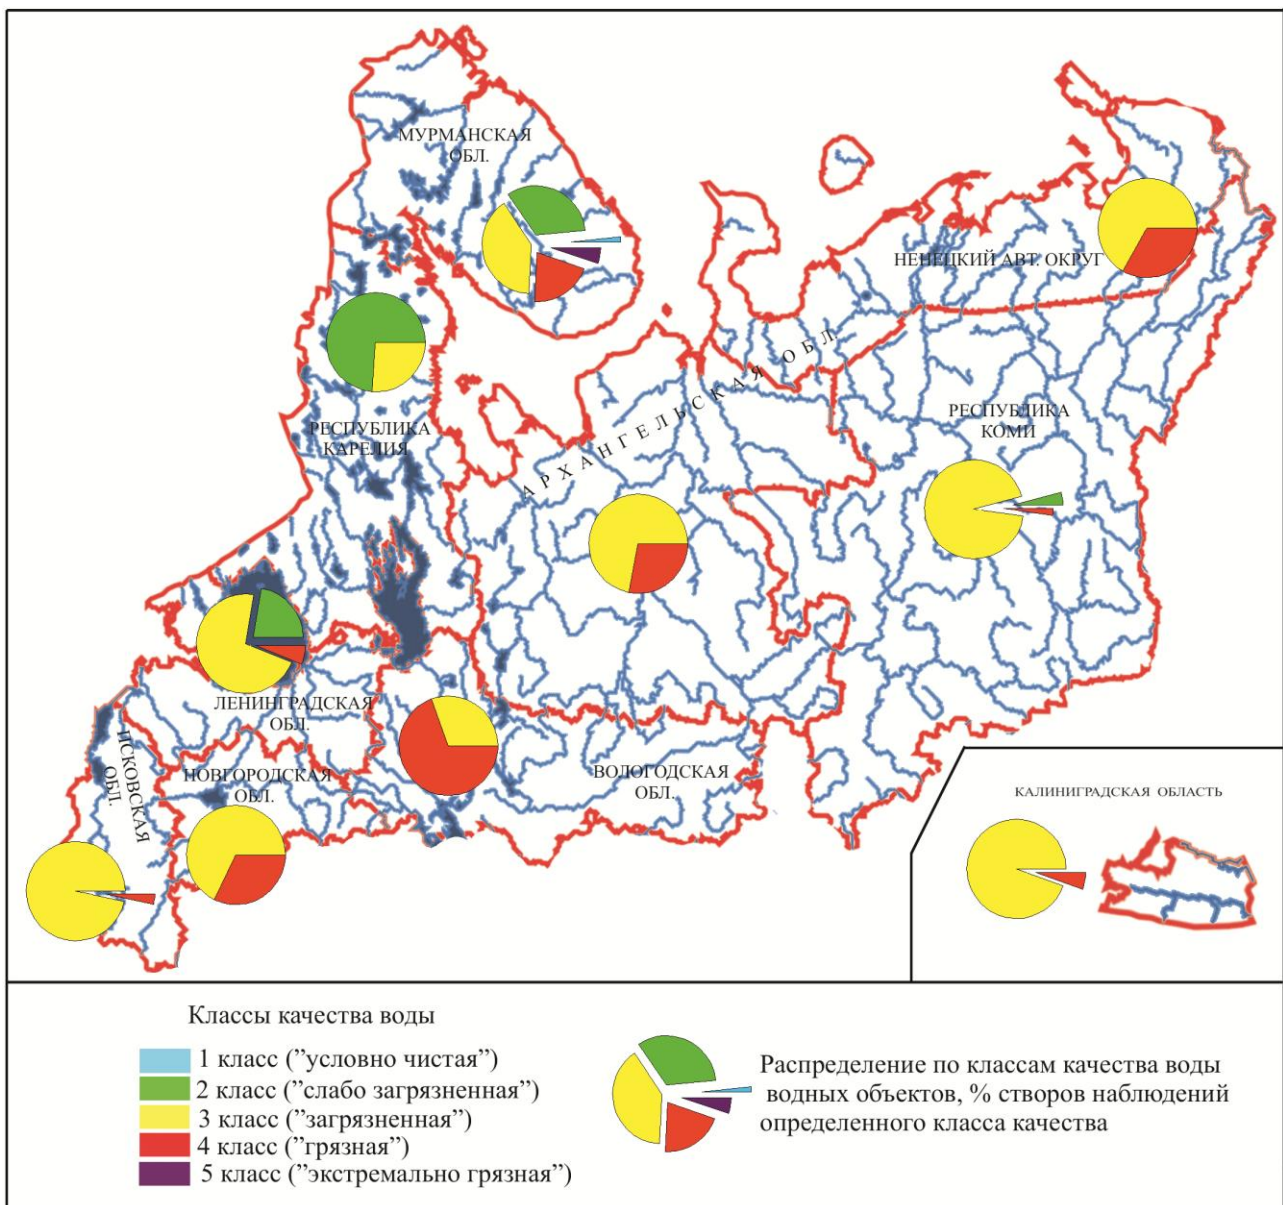 МУРМАНСКАЯ
ОБЛ.
НЕНЕЦКИЙ АВТ. ОКРУГ
АРХАНГЕЛЬСКАЯ ОБЛ.
РЕСПУБЛИКА
КОМИ
РЕСПУБЛИКА
КАРЕЛИЯ
ЛЕНИНГРАДСКАЯ
ОБЛ.
ПСКОВСКАЯ
ОБЛ.
НОВГОРОДСКАЯ
ОБЛ.
ВОЛОГОДСКАЯ
ОБЛ.
КАЛИНИГРАДСКАЯ ОБЛАСТЬ
Классы качества воды
1 класс (”условно чистая”)
2 класс (”слабо загрязненная”)
3 класс (”загрязненная”)
4 класс (”грязная”)
5 класс (”экстремально грязная”)
Распределение по классам качества воды
водных объектов, % створов наблюдений
определенного класса качества